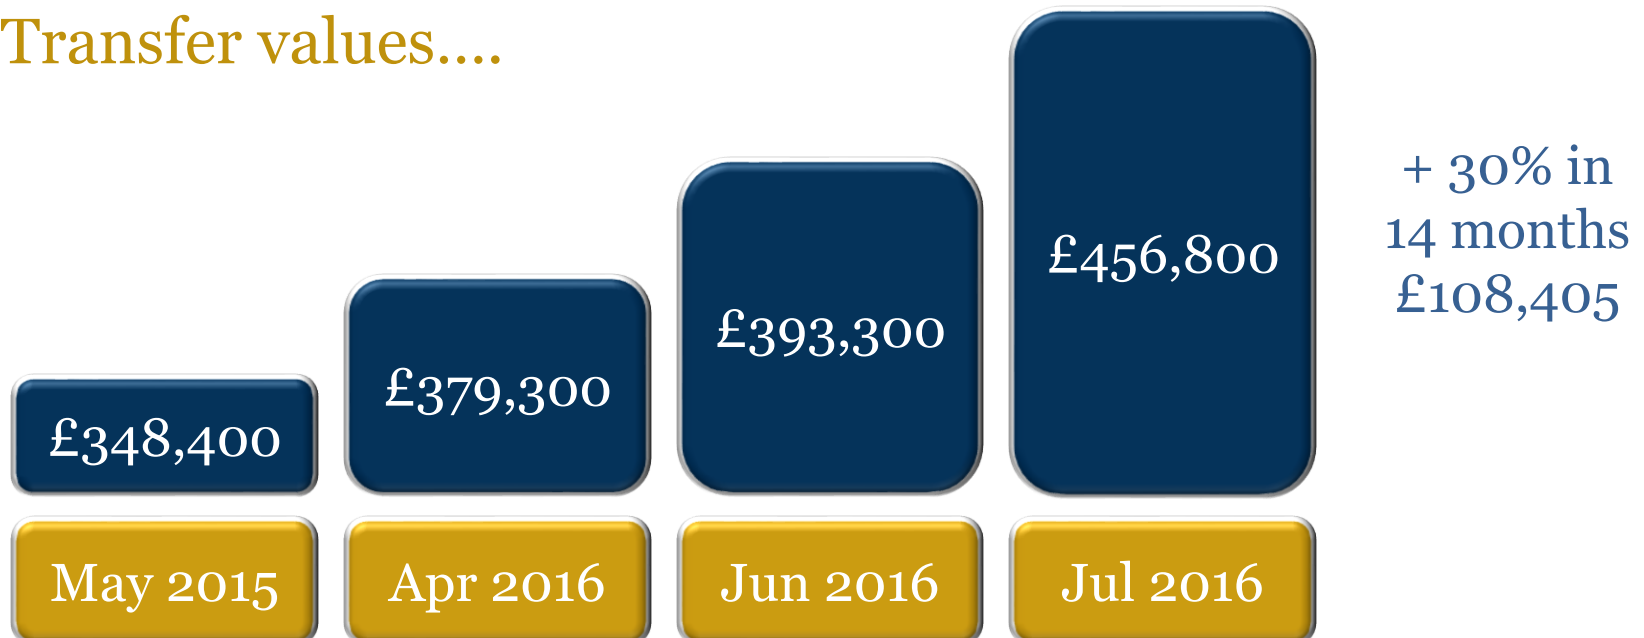 Transfer values....
£348,400
£379,300
£393,300
£456,800
+ 30% in
14 months
£108,405
May 2015
Apr 2016
Jun 2016
Jul 2016